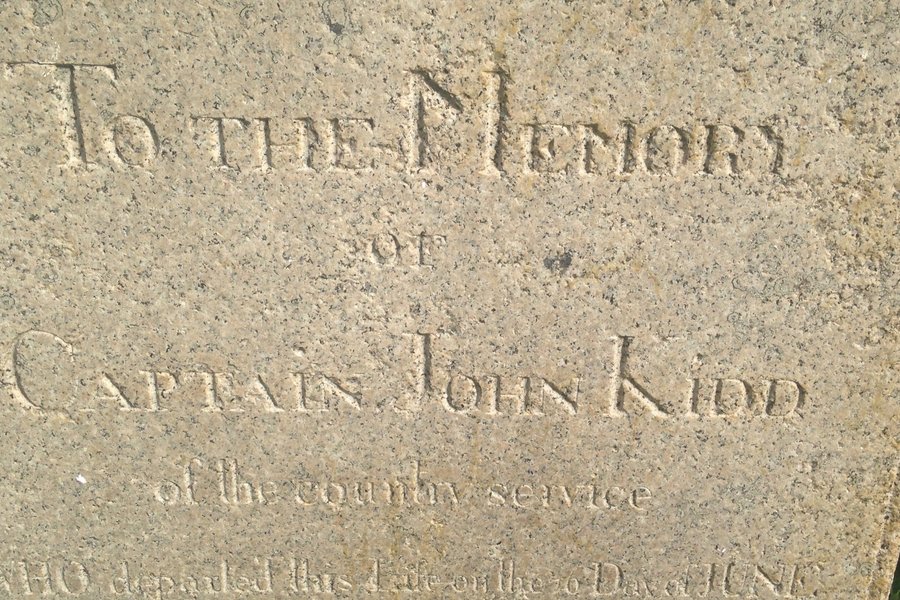 To THE MEMORY
OF
CAPTAIN JOHN KIDD
of the country service
WHO departed this Life on the Day of JUNE